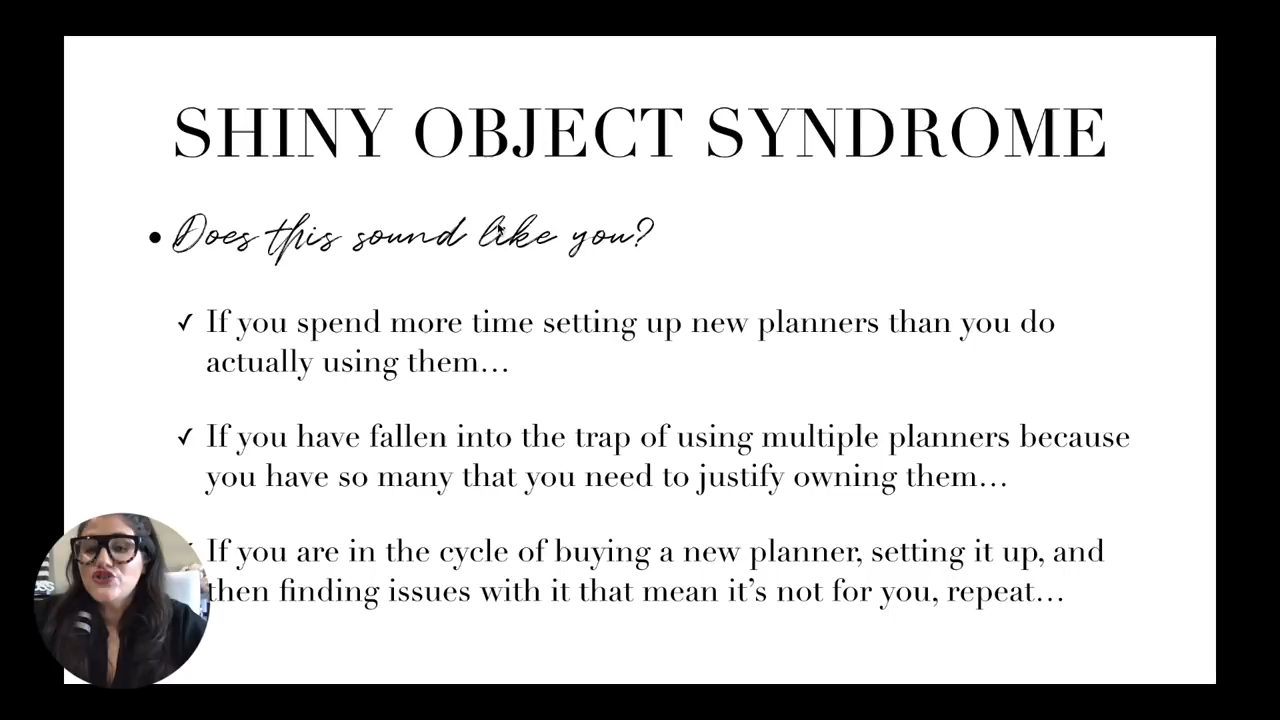 SHINY OBJECT SYNDROME
• Does this sound like you?
✓ If you spend more time setting up new planners than you do
actually using them…
✓ If you have fallen into the trap of using multiple planners because
you have so many that you need to justify owning them…
If you are in the cycle of buying a new planner, setting it up, and
then finding issues with it that mean it’s not for you, repeat…